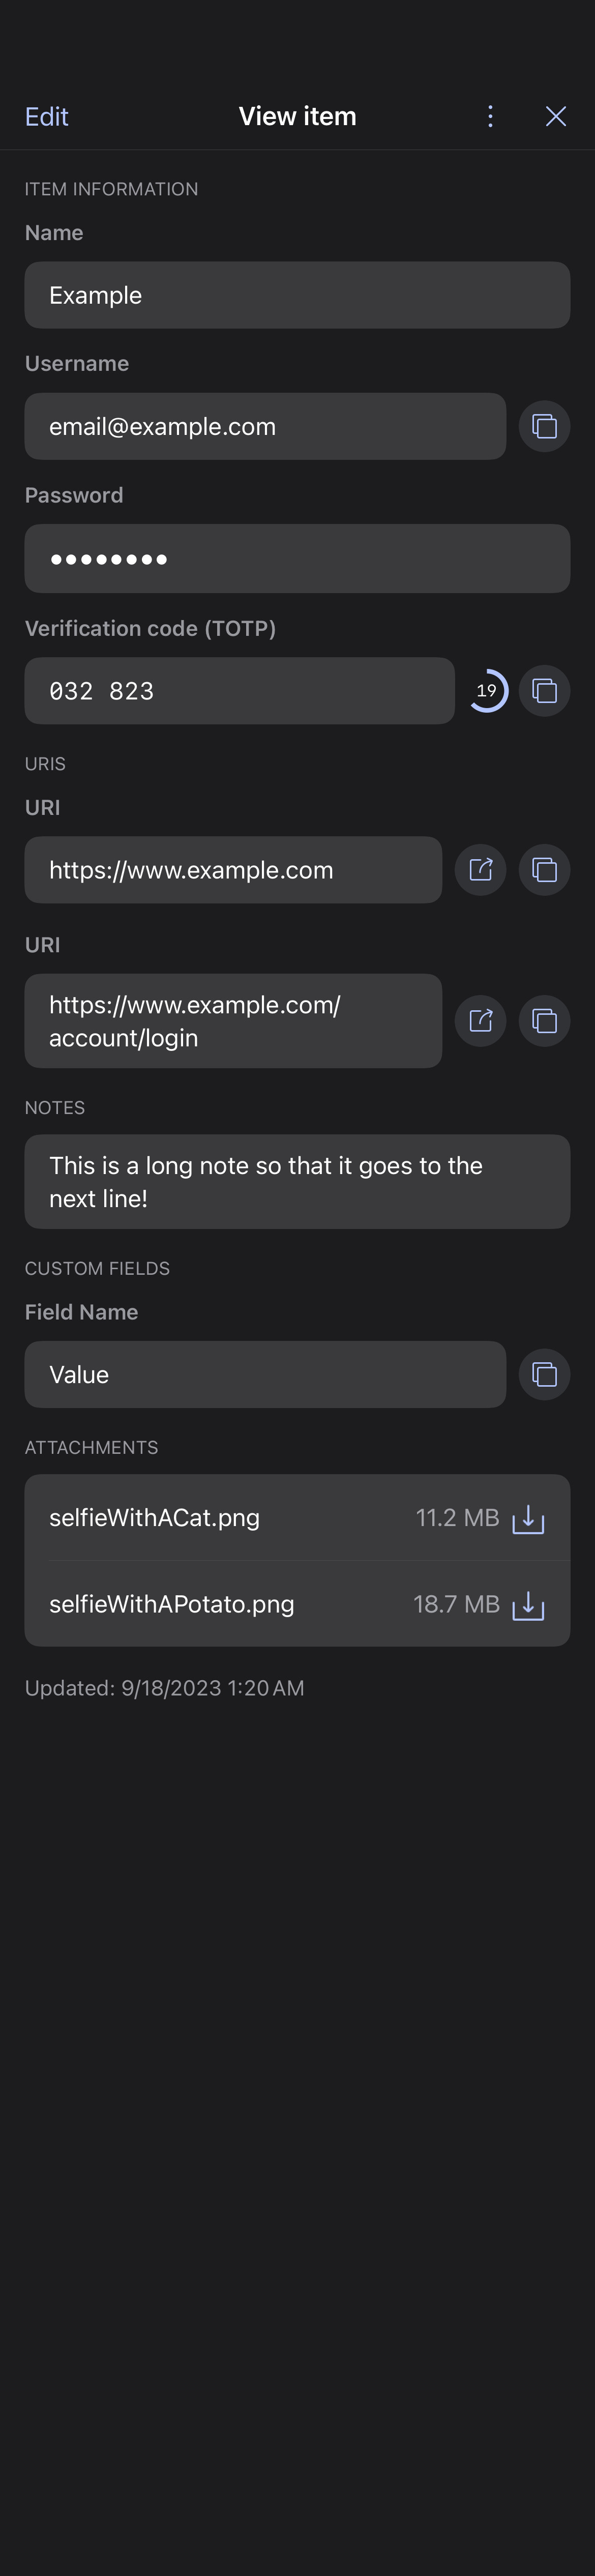 Edit View item
ITEM INFORMATION
Name
Example
Username
email@example.com
Password
••••••••
Verification code (TOTP)
032 823 19
URIS
URI
https://www.example.com
URI
https://www.example.com/
account/login
NOTES
This is a long note so that it goes to the
next line!
CUSTOM FIELDS
Field Name
Value
ATTACHMENTS
selfieWithACat.png 11.2 MB
selfieWithAPotato.png 18.7 MB
Updated: 9/18/2023 1:20 AM